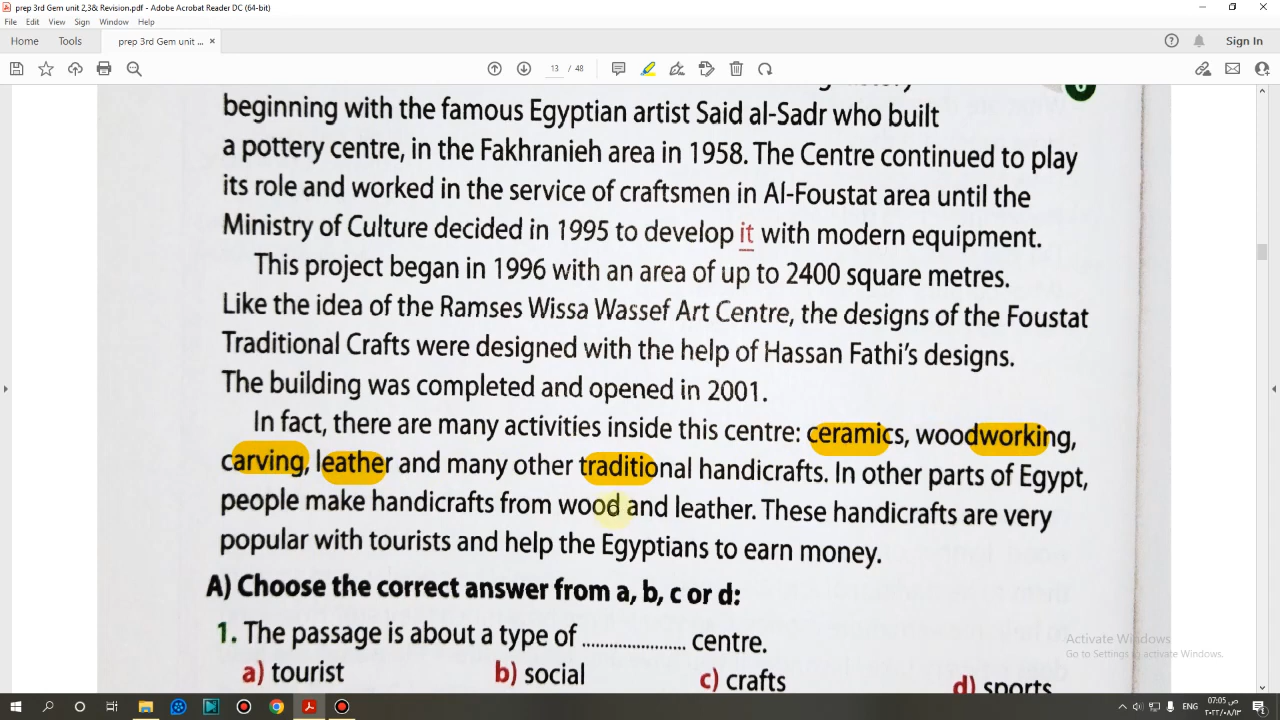 prep 3rd Gem unit 2,3& Revision.pdf - Adobe Acrobat Reader DC (64-bit)
File Edit View Sign Window Help
Home Tools prep 3rd Gem unit ... × Sign In
13 / 48
beginning with the famous Egyptian artist Said al-Sadr who built
a pottery centre, in the Fakhranieh area in 1958. The Centre continued to play
its role and worked in the service of craftsmen in Al-Foustat area until the
Ministry of Culture decided in 1995 to develop it with modern equipment.
This project began in 1996 with an area of up to 2400 square metres.
Like the idea of the Ramses Wissa Wassef Art Centre, the designs of the Foustat
Traditional Crafts were designed with the help of Hassan Fathi's designs.
The building was completed and opened in 2001.
In fact, there are many activities inside this centre: ceramics, woodworking,
carving, leather and many other traditional handicrafts. In other parts of Egypt,
people make handicrafts from wood and leather. These handicrafts are very
popular with tourists and help the Egyptians to earn money.
A) Choose the correct answer from a, b, c or d:
1. The passage is about a type of ...................... centre.
a) tourist b) social c) crafts d) sports
Activate Windows
Go to Settings to activate Windows.
ENG 07:05 ص
٢٠٢٢/٠٨/١٣